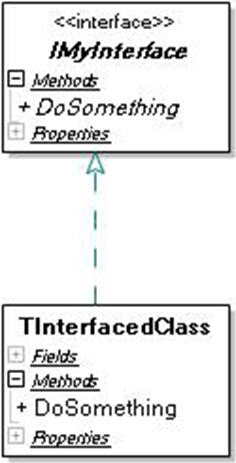 <<interface>>
IMyInterface
Methods
+ DoSomething
Properties
TInterfacedClass
Fields
Methods
+ DoSomething
Properties